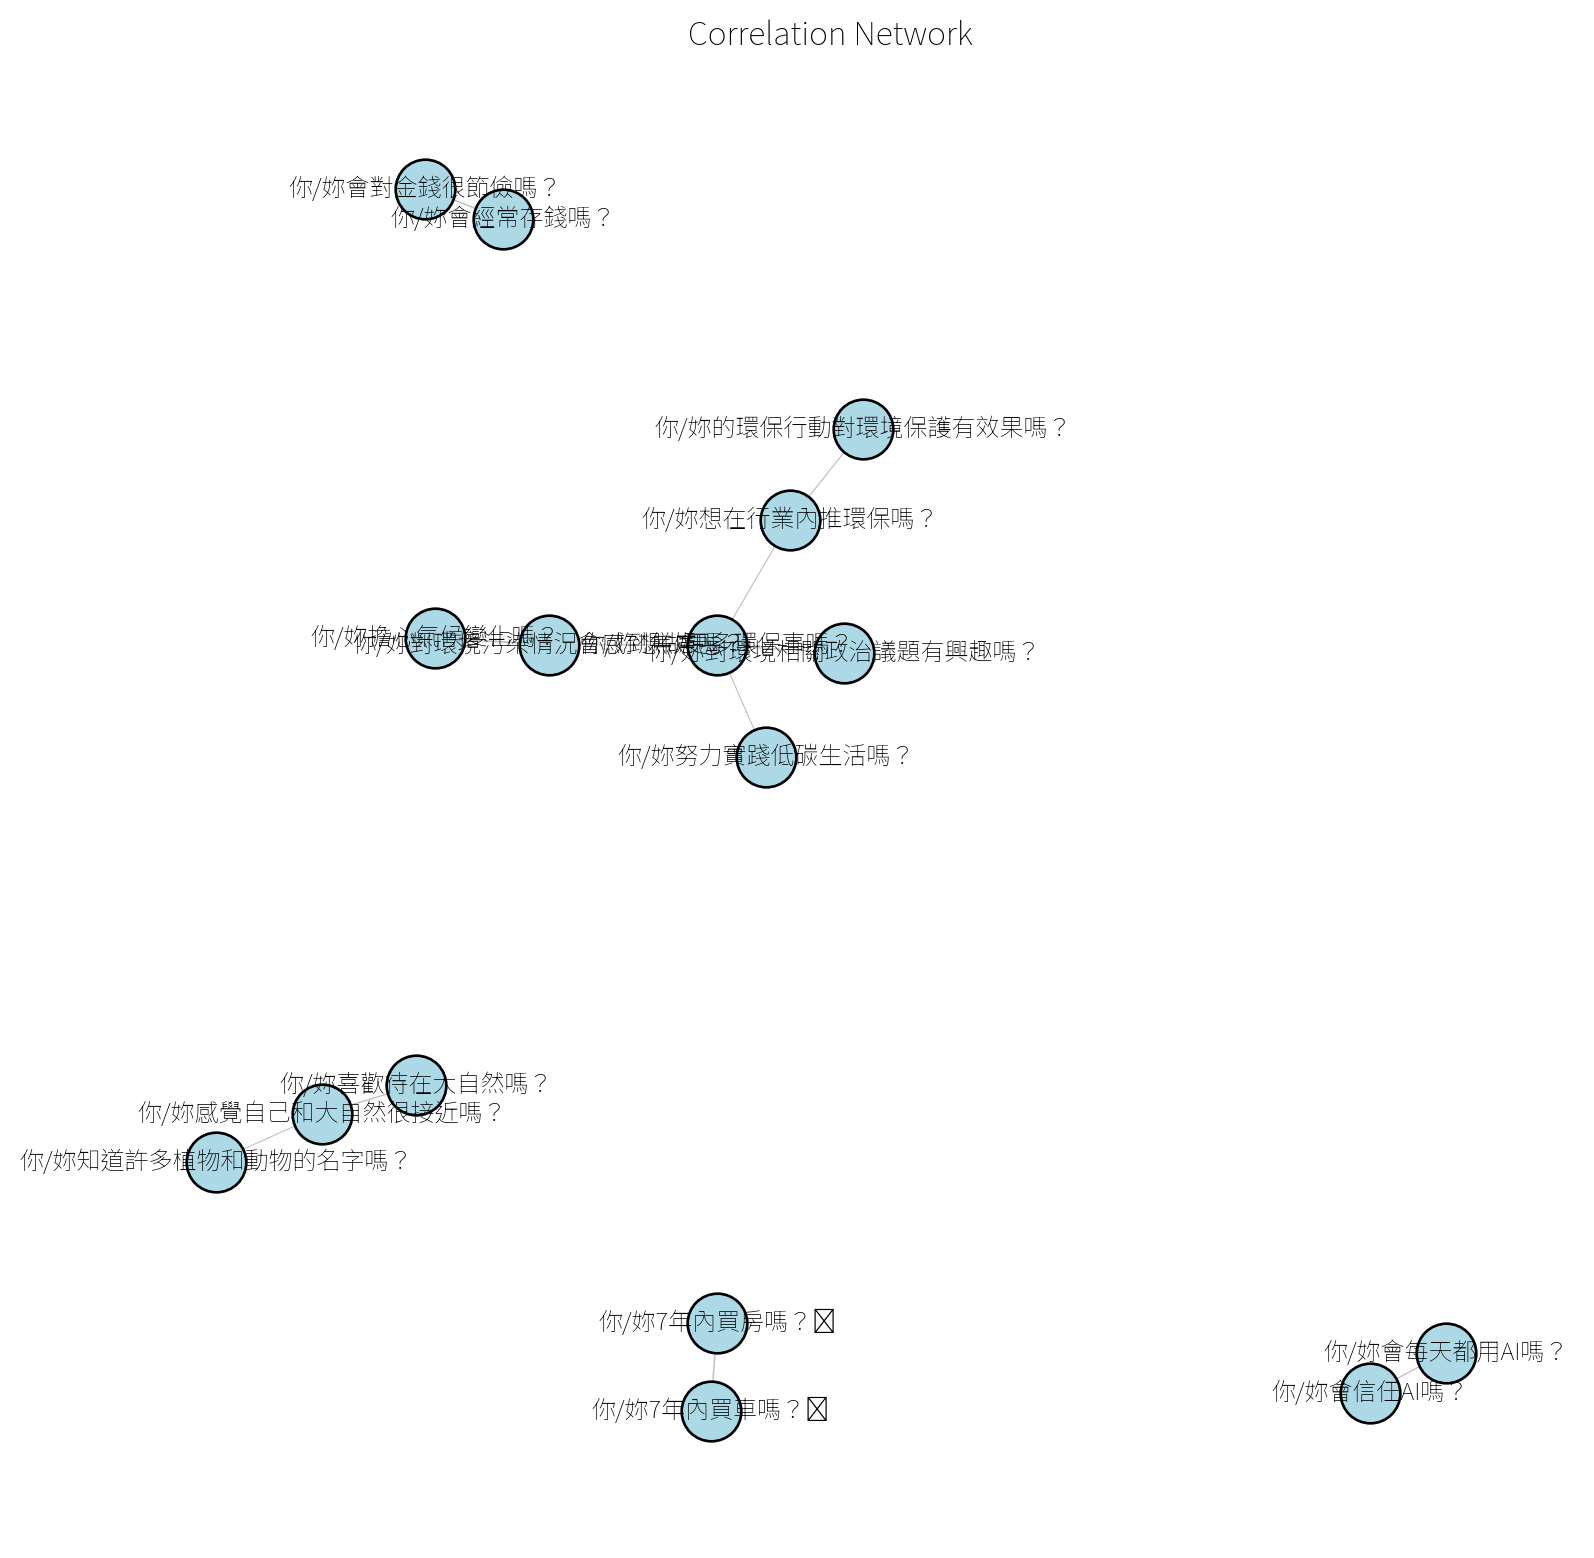 Correlation Network
你/妳會對金錢很節儉嗎？
你/妳會經常存錢嗎？
你/妳的環保行動對環境保護有效果嗎？
你/妳想在行業內推環保嗎？
你/妳擔心氣候變化嗎？
你/妳對環境污染情況會感到
環保事嗎？
你/妳對環境相關政治議題有興趣嗎？
你/妳努力實踐低碳生活嗎？
你/妳喜歡待在大自然嗎？
你/妳感覺自己和大自然很接近嗎？
你/妳知道許多植物和動物的名字嗎？
你/妳7年內買房嗎？
你/妳會每天都用AI嗎？
你/妳會信任AI嗎？
你/妳7年內買車嗎？